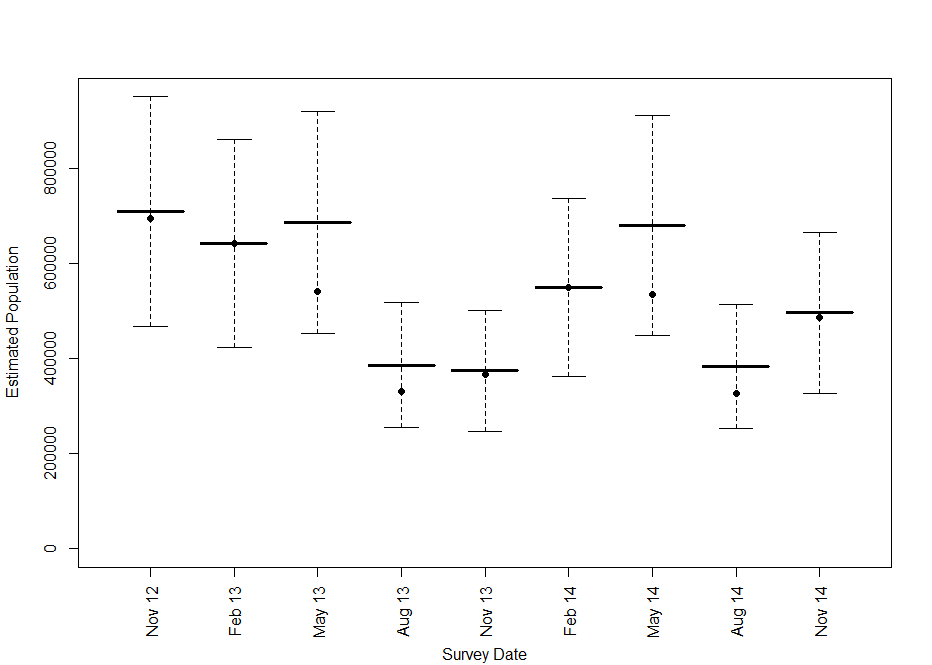 Estimated Population
800000
600000
400000
200000
0
Nov 12
Feb 13
May 13
Aug 13
Nov 13
Feb 14
May 14
Aug 14
Nov 14
Survey Date